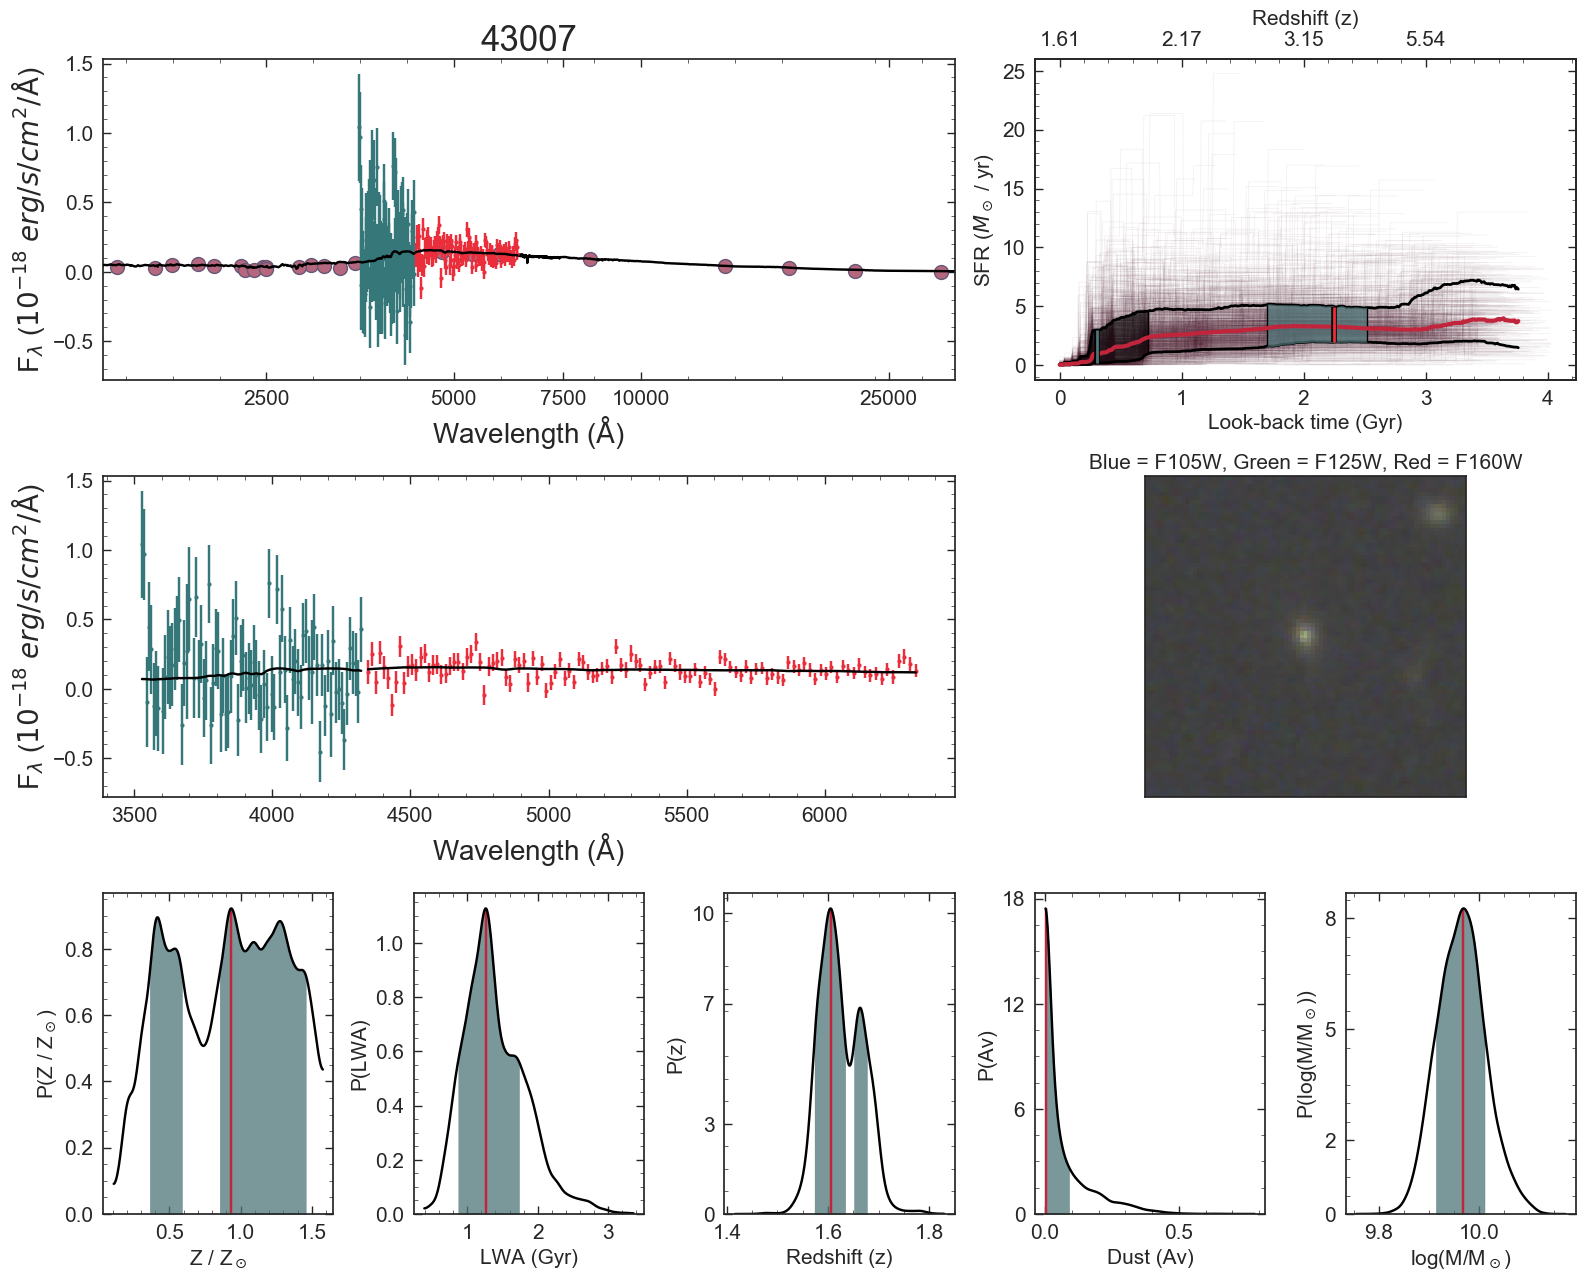 43007
1.5
1.0
0.5
0.0
−0.5
F_λ (10^−18 erg/s/cm^2/Å)
2500 5000 7500 10000 25000
Wavelength (Å)
Redshift (z)
1.61 2.17 3.15 5.54
25
20
15
10
5
0
SFR (M_⊙ / yr)
0 1 2 3 4
Look-back time (Gyr)
1.5
1.0
0.5
0.0
−0.5
F_λ (10^−18 erg/s/cm^2/Å)
3500 4000 4500 5000 5500 6000
Wavelength (Å)
Blue = F105W, Green = F125W, Red = F160W
0.8
0.6
0.4
0.2
0.0
P(Z / Z_⊙)
0.5 1.0 1.5
Z / Z_⊙
1.0
0.8
0.6
0.4
0.2
0.0
P(LWA)
1 2 3
LWA (Gyr)
10
7
3
0
P(z)
1.4 1.6 1.8
Redshift (z)
18
12
6
0
P(Av)
0.0 0.5
Dust (Av)
8
5
2
0
P(log(M/M_⊙))
9.8 10.0
log(M/M_⊙)